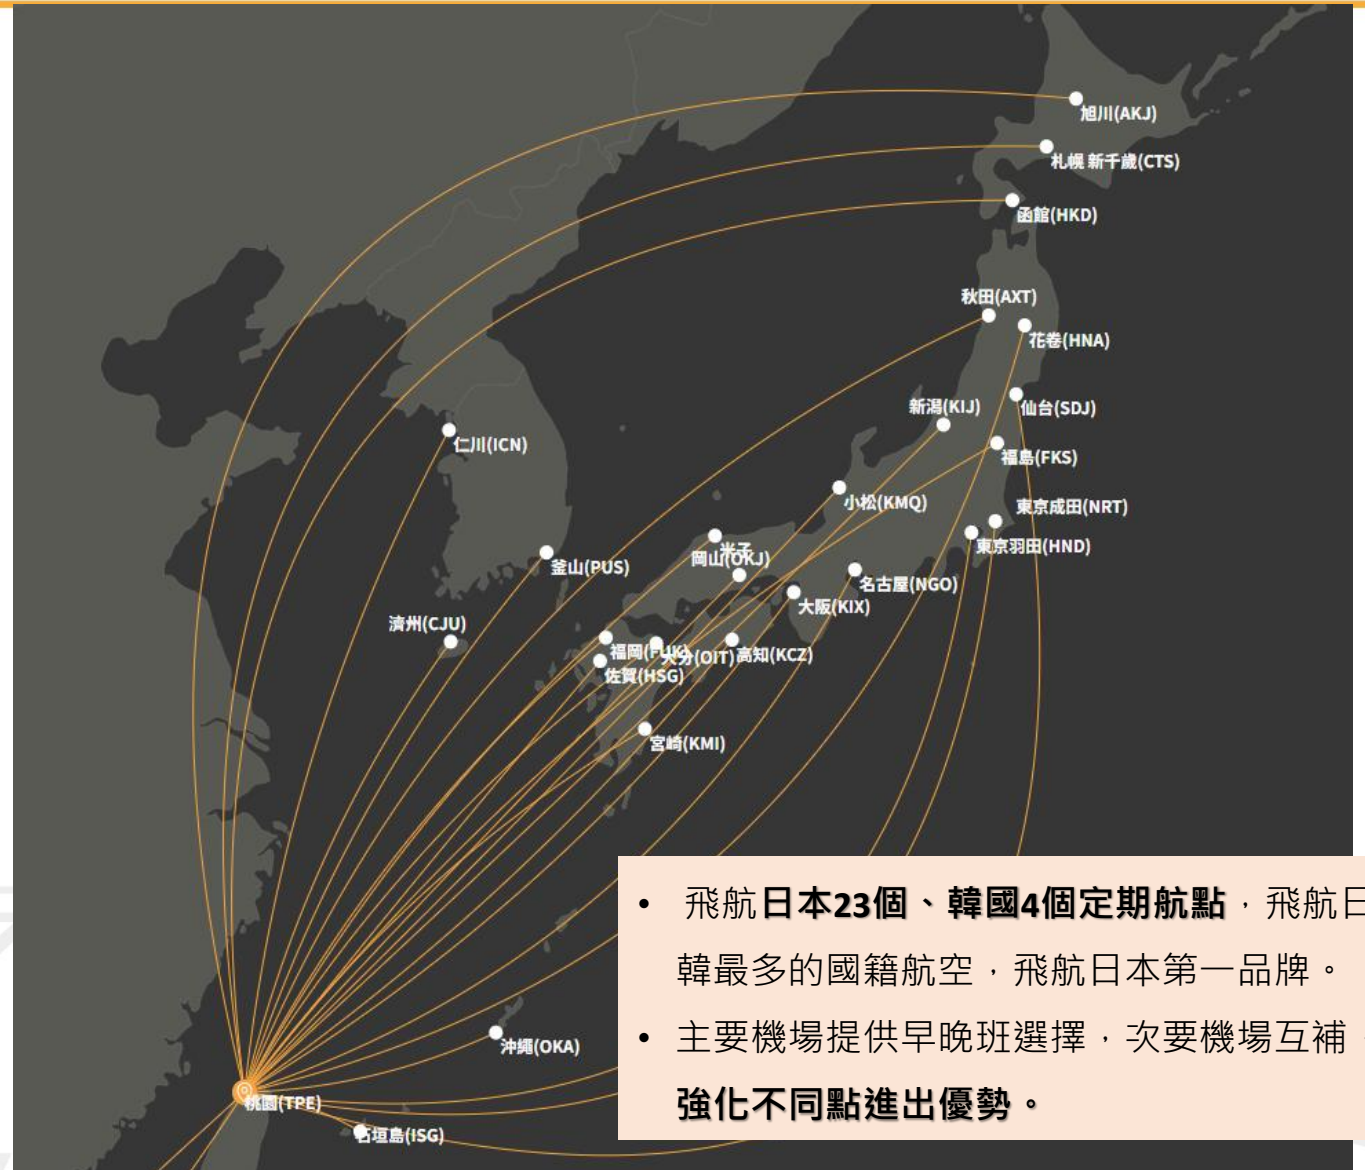 旭川(AKJ)
札幌 新千歲(CTS)
函館(HKD)
秋田(AXT)
花卷(HNA)
新潟(KIJ)
仙台(SDJ)
仁川(ICN)
福島(FKS)
小松(KMQ)
東京成田(NRT)
東京羽田(HND)
米子
岡山(OKJ)
釜山(PUS)
名古屋(NGO)
大阪(KIX)
濟州(CJU)
福岡(FUK)
大分(OIT)
高知(KCZ)
佐賀(HSG)
宮崎(KMI)
• 飛航日本23個、韓國4個定期航點，飛航日
韓最多的國籍航空，飛航日本第一品牌。
• 主要機場提供早晚班選擇，次要機場互補，
強化不同點進出優勢。
沖繩(OKA)
桃園(TPE)
石垣島(ISG)